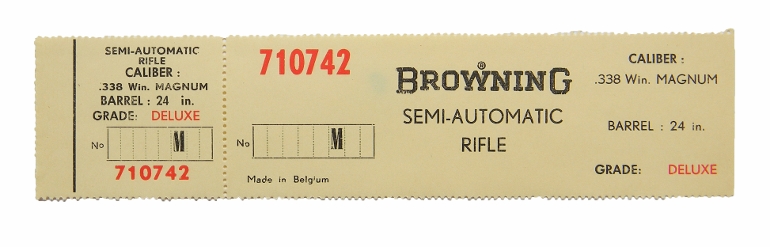 SEMI-AUTOMATIC
RIFLE
CALIBER :
.338 Win. MAGNUM
BARREL : 24 in.
GRADE: DELUXE
No M
710742
710742
BROWNING ®
SEMI-AUTOMATIC
RIFLE
No M
Made in Belgium
CALIBER :
.338 Win. MAGNUM
BARREL : 24 in.
GRADE: DELUXE